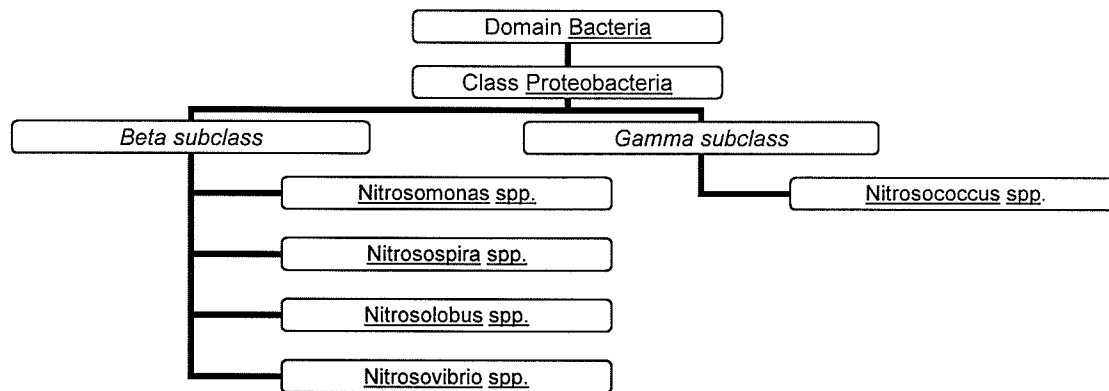 Domain Bacteria
Class Proteobacteria
Beta subclass
Gamma subclass
Nitrosomonas spp.
Nitrosococcus spp.
Nitrosospira spp.
Nitrosolobus spp.
Nitrosovibrio spp.